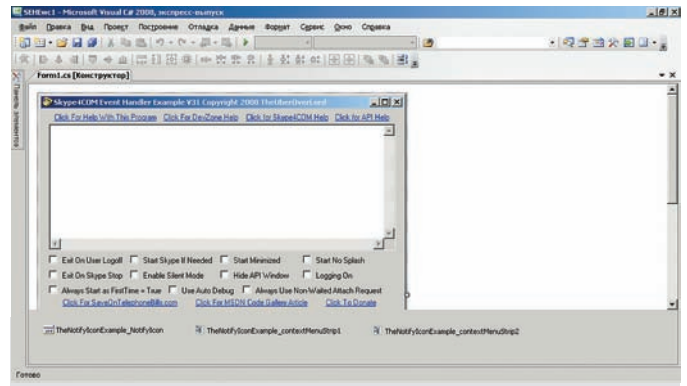 SEHEwc1 - Microsoft Visual C# 2008, экспресс-выпуск
Файл Правка Вид Проект Построение Отладка Данные Формат Сервис Окно Справка
Form1.cs [Конструктор]
Панель элементов
Skype4COM Event Handler Example V31 Copyright 2008 TheUberOverLord
Click For Help With This Program Click For DevZone Help Click for Skype4COM Help Click for API Help
Exit On User Logoff Start Skype If Needed Start Minimized Start No Splash
Exit On Skype Stop Enable Silent Mode Hide API Window Logging On
Always Start as FirstTime = True Use Auto Debug Always Use Non-Waited Attach Request
Click For SaveOnTelephoneBills.com Click For MSDN Code Gallery Article Click To Donate
TheNotifyIconExample_NotifyIcon TheNotifyIconExample_contextMenuStrip1 TheNotifyIconExample_contextMenuStrip2
Готово